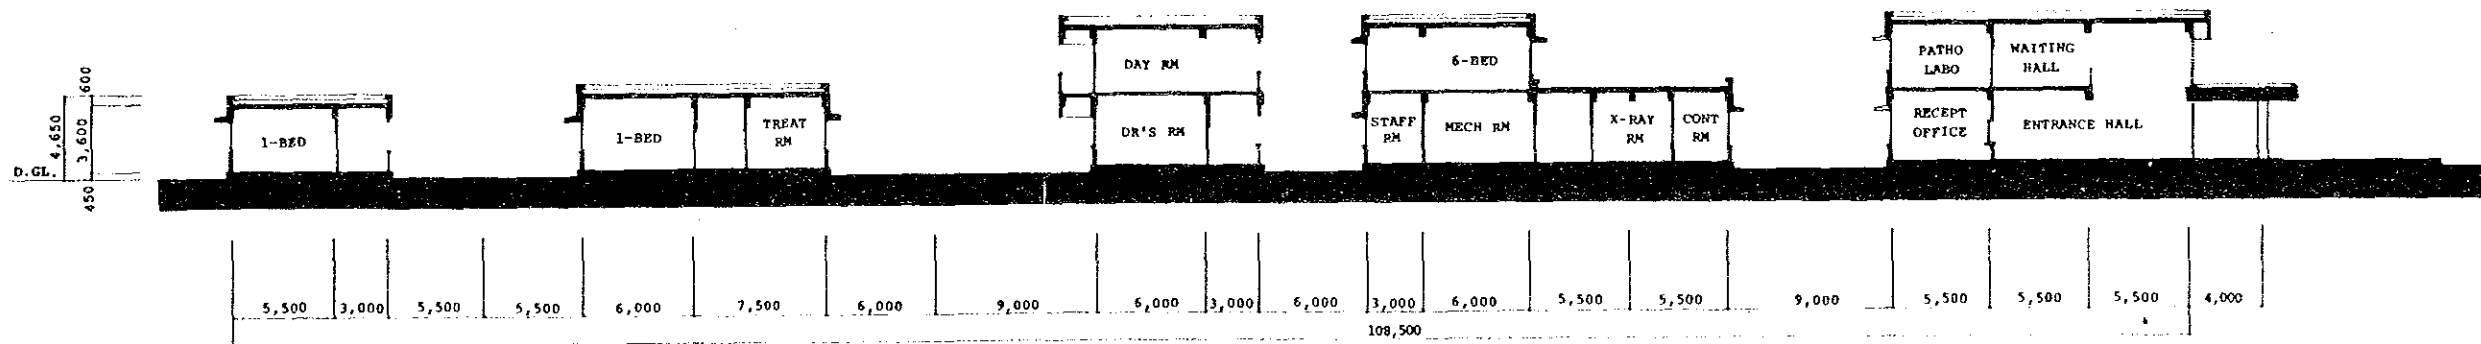 DAY RM
6-BED
PATHO
LABO
WAITING
HALL
600
4,650
3,600
450
D.GL.
1-BED
1-BED
TREAT
RM
DR'S RM
STAFF
RM
MECH RM
X-RAY
RM
CONT
RM
RECEPT
OFFICE
ENTRANCE HALL
5,500 3,000 5,500 5,500 6,000 7,500 6,000 9,000 6,000 3,000 6,000 3,000 6,000 5,500 5,500 9,000 5,500 5,500 5,500 4,000
108,500